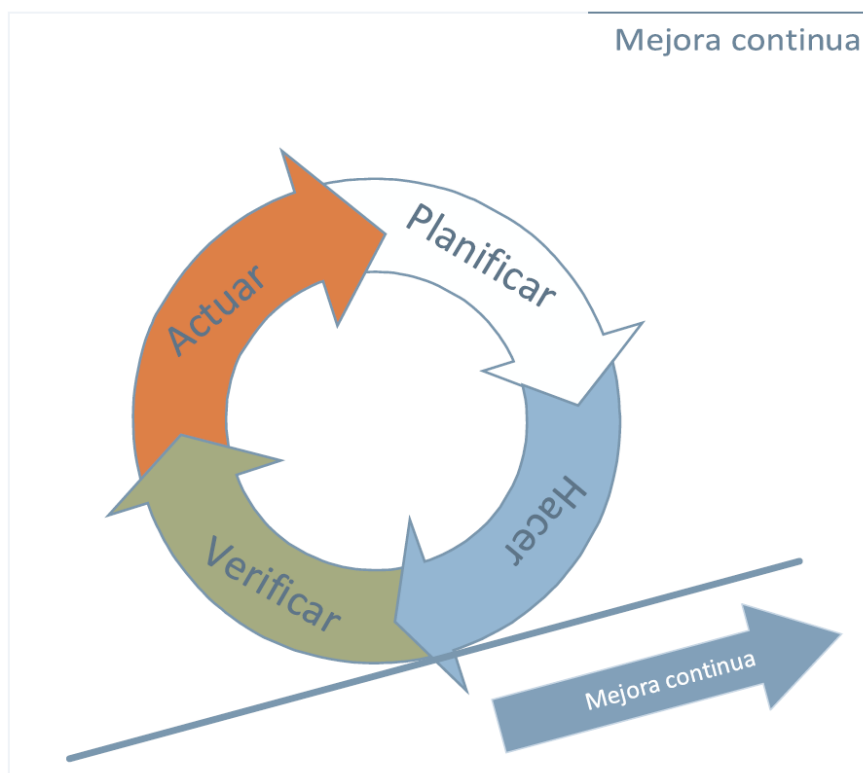 Mejora continua
Planificar
Hacer
Verificar
Actuar
Mejora continua